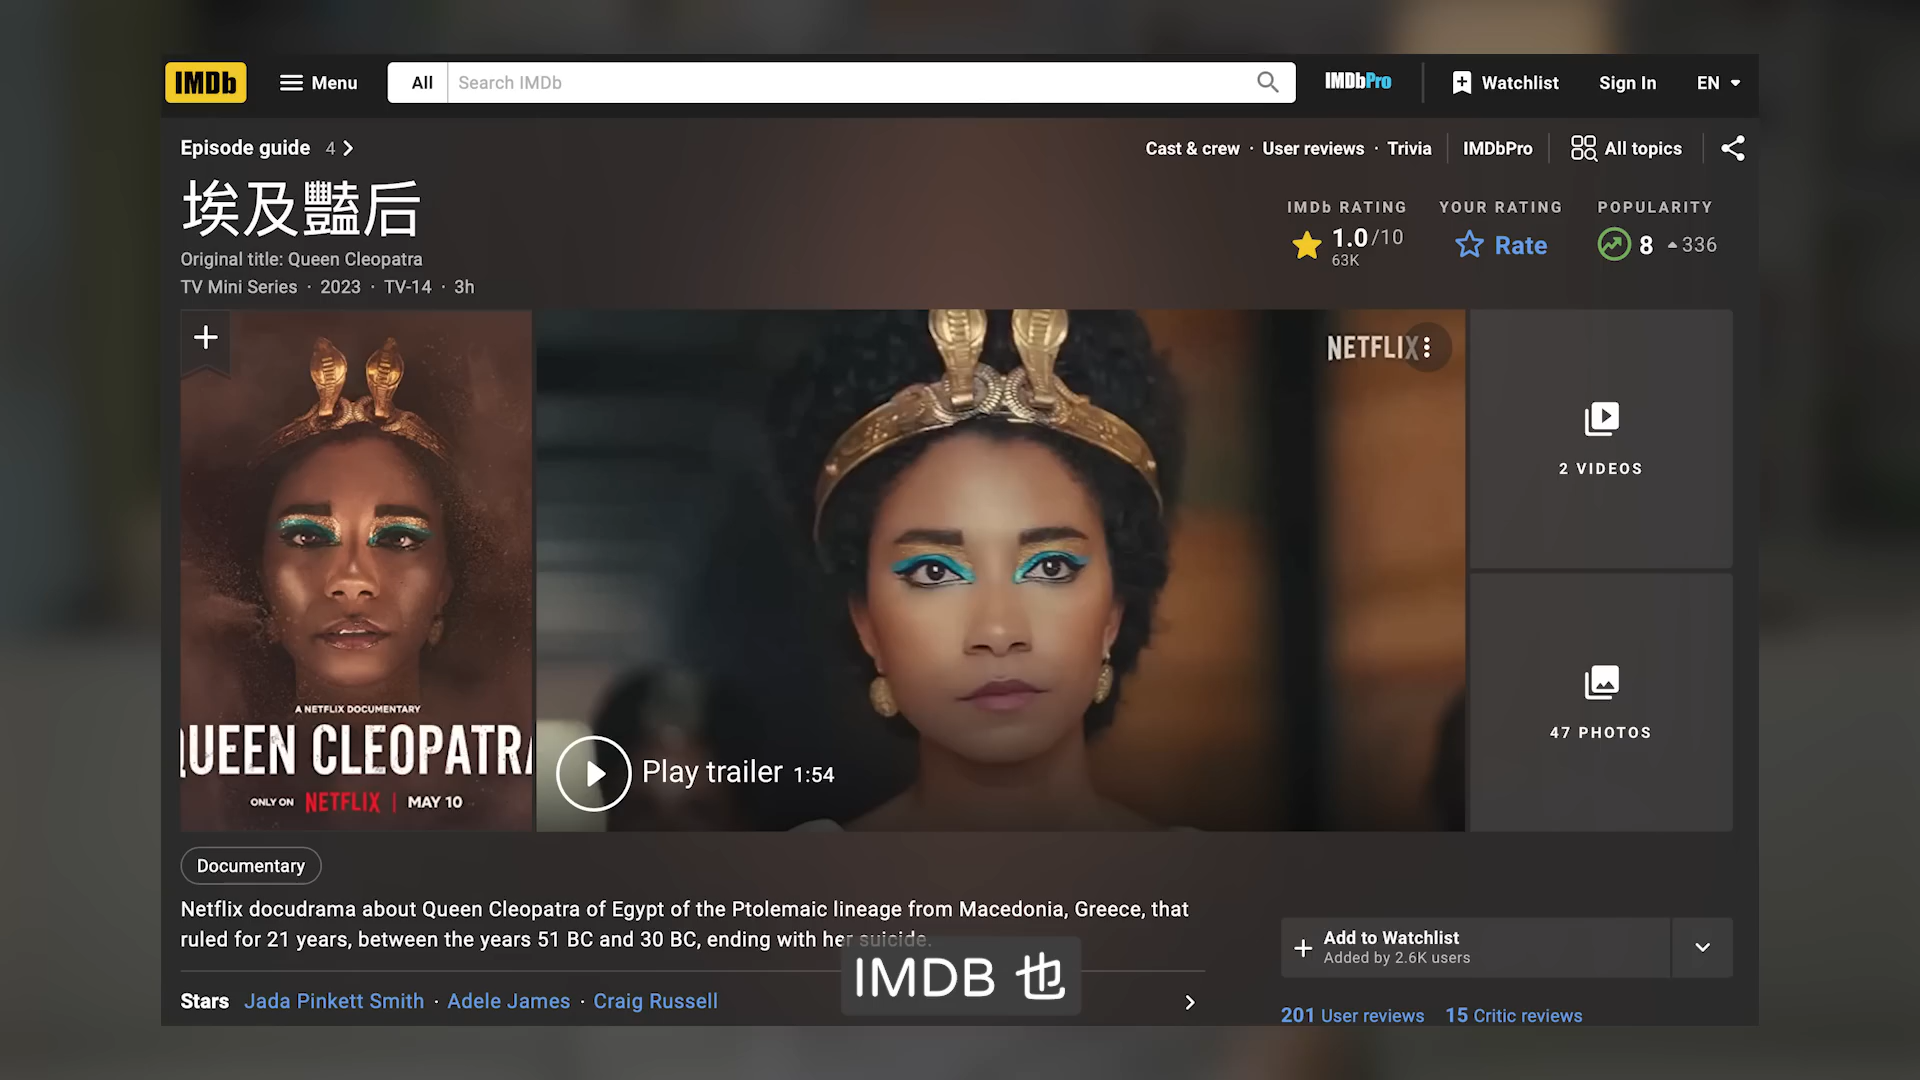 IMDb
Menu
All
Search IMDb
IMDbPro
Watchlist
Sign In
EN
Episode guide 4
Cast & crew · User reviews · Trivia
IMDbPro
All topics
埃及豔后
Original title: Queen Cleopatra
TV Mini Series · 2023 · TV-14 · 3h
IMDb RATING
1.0/10
63K
YOUR RATING
Rate
POPULARITY
8 336
A NETFLIX DOCUMENTARY
QUEEN CLEOPATRA
ONLY ON NETFLIX | MAY 10
NETFLIX
Play trailer 1:54
2 VIDEOS
47 PHOTOS
Documentary
Netflix docudrama about Queen Cleopatra of Egypt of the Ptolemaic lineage from Macedonia, Greece, that
ruled for 21 years, between the years 51 BC and 30 BC, ending with her suicide.
Stars Jada Pinkett Smith · Adele James · Craig Russell
Add to Watchlist
Added by 2.6K users
201 User reviews 15 Critic reviews
IMDB 也